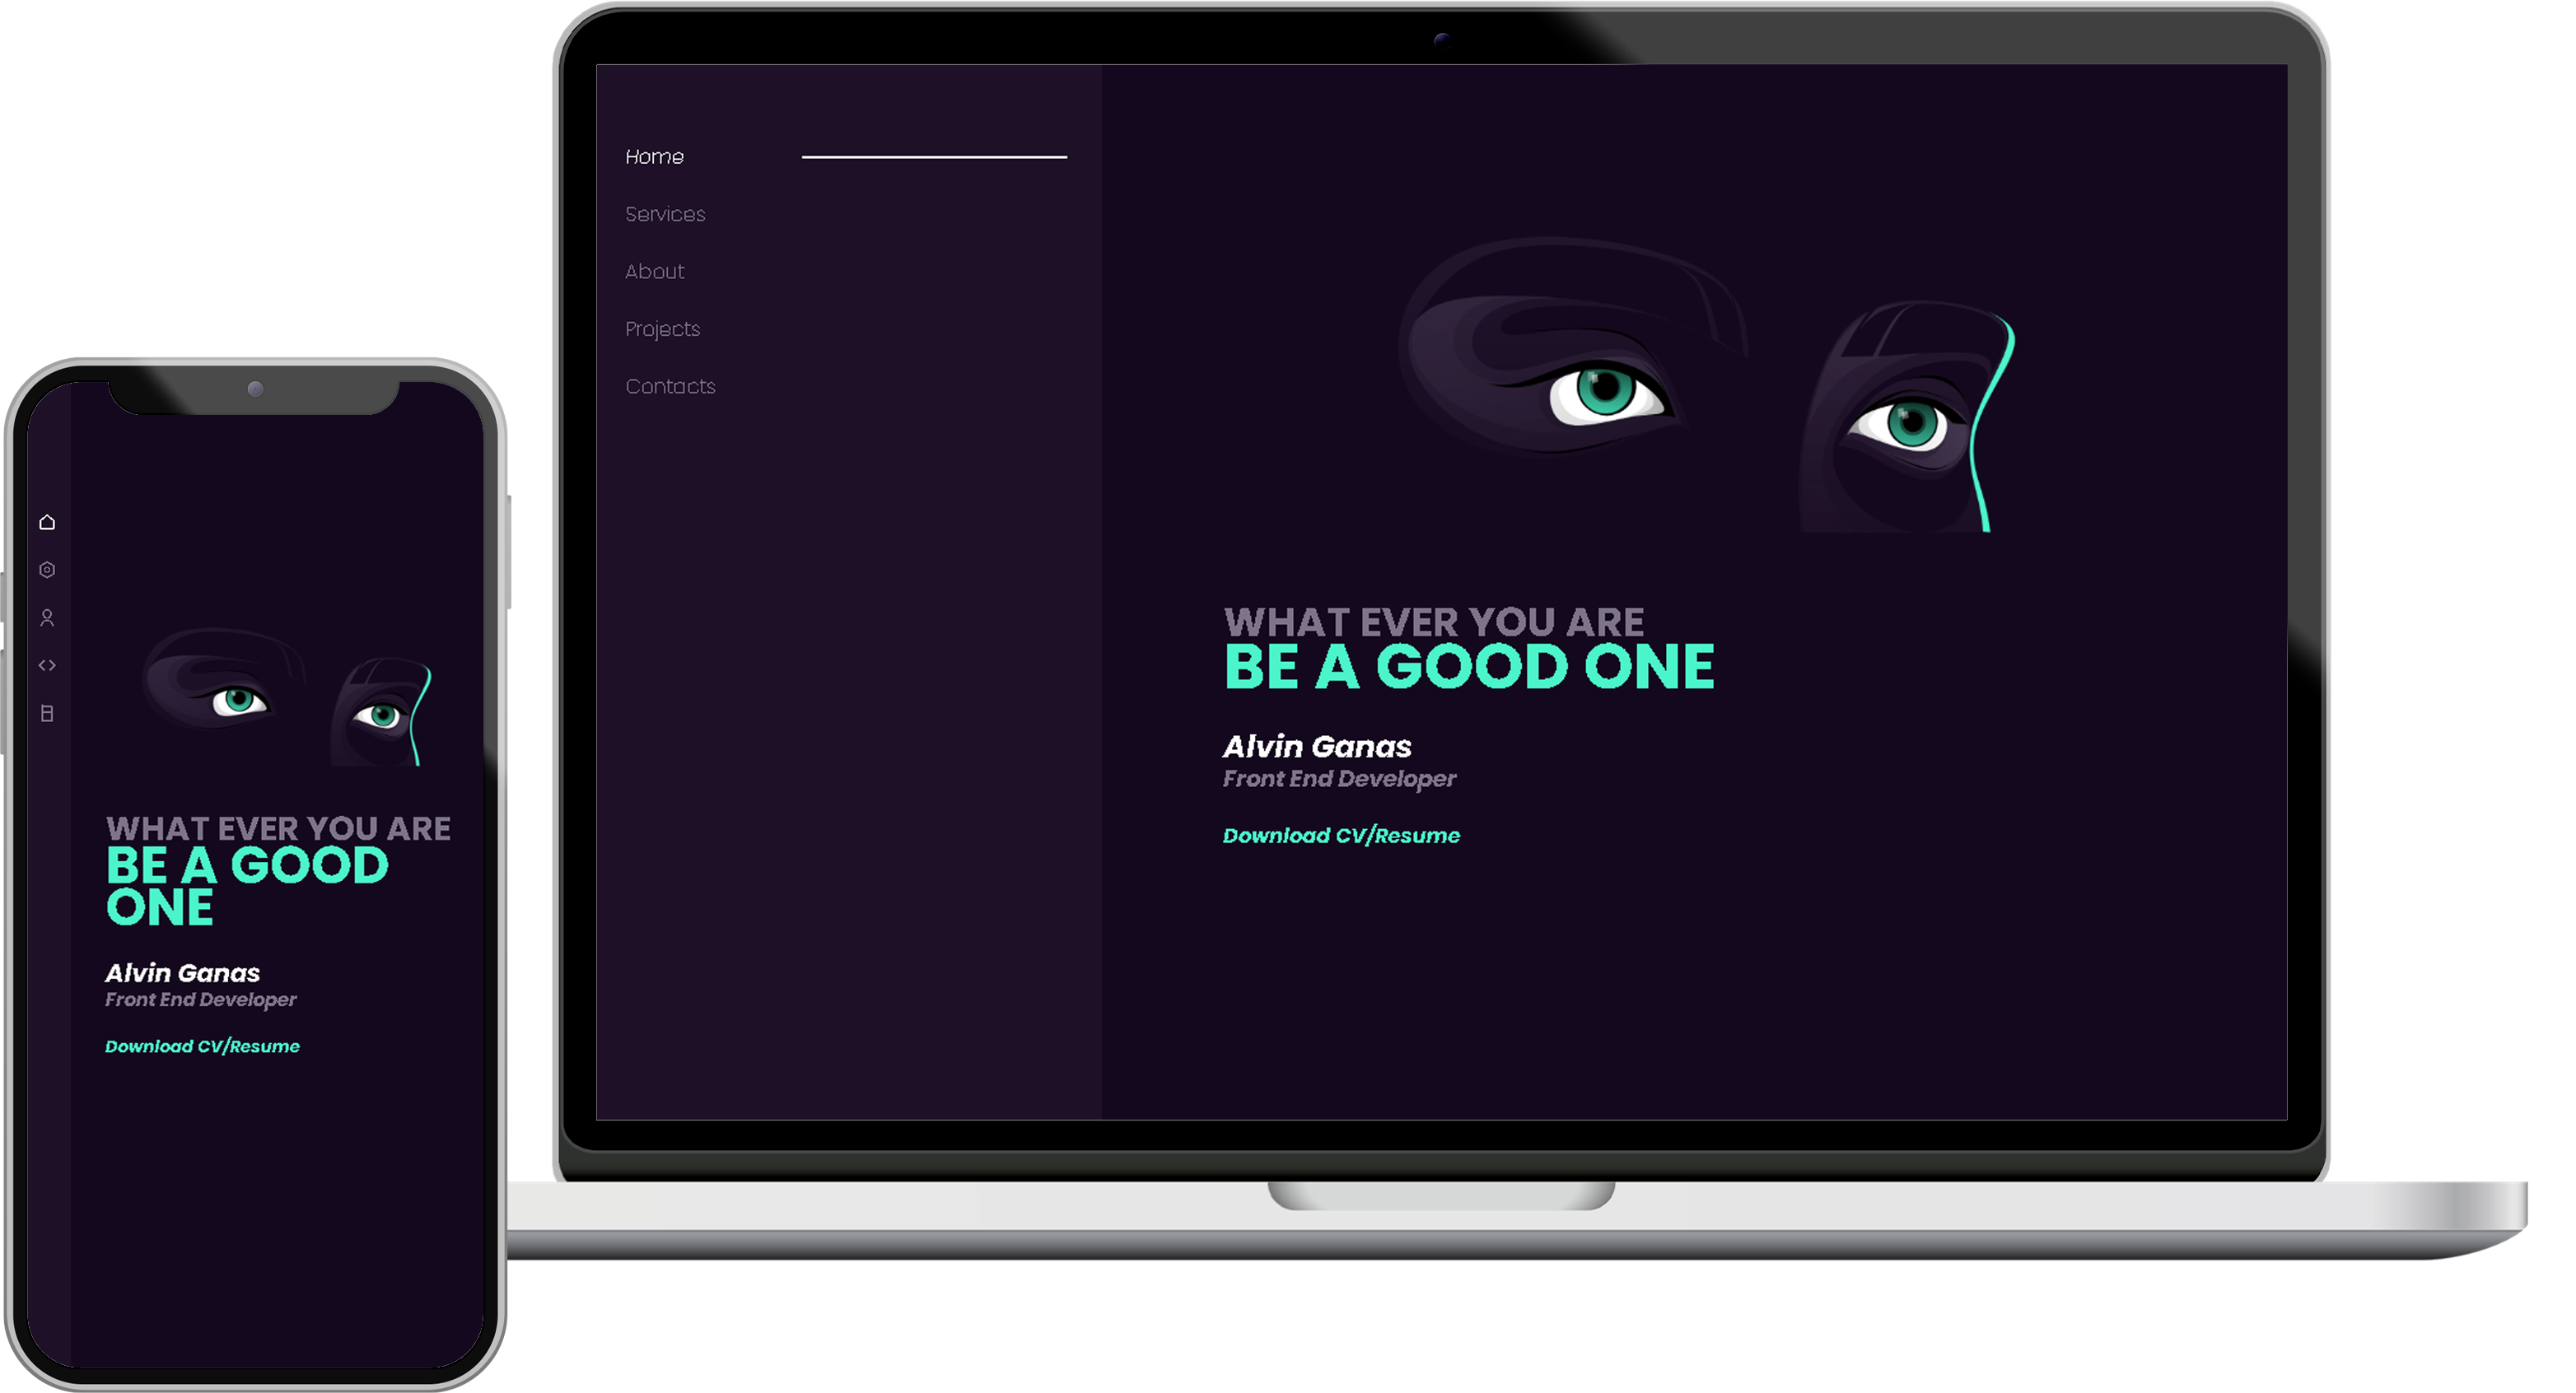 Home
Services
About
Projects
Contacts
WHAT EVER YOU ARE
BE A GOOD ONE
Alvin Ganas
Front End Developer
Download CV/Resume
WHAT EVER YOU ARE
BE A GOOD
ONE
Alvin Ganas
Front End Developer
Download CV/Resume